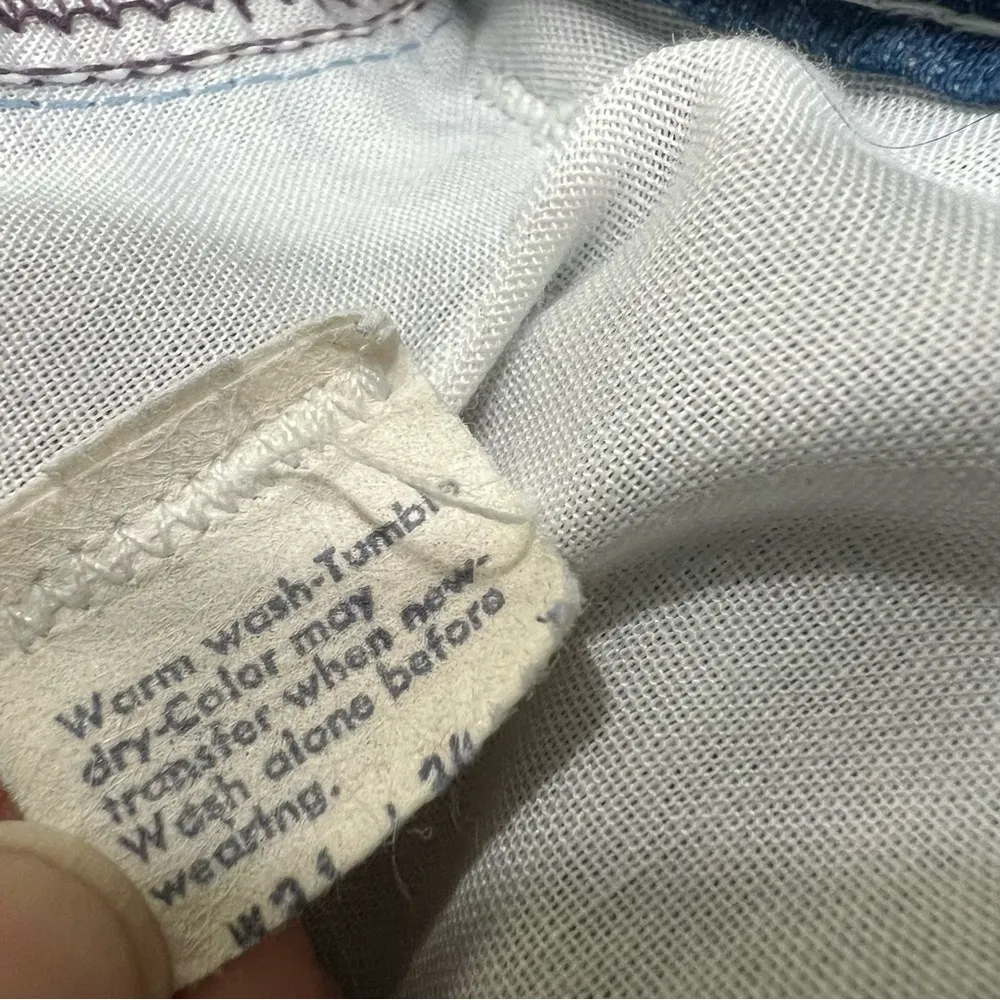 Warm wash-Tumble
dry-Color may
transfer when new-
Wash alone before
wearing.